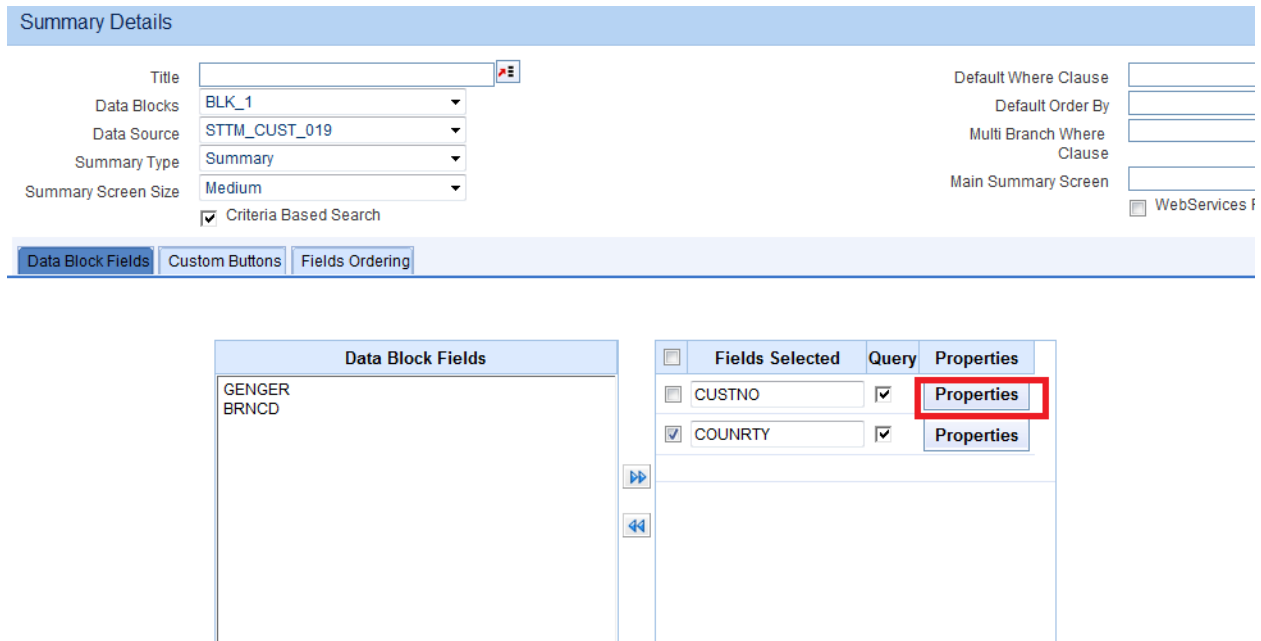 Summary Details
Title
Default Where Clause
Data Blocks BLK_1
Default Order By
Data Source STTM_CUST_019
Multi Branch Where
Clause
Summary Type Summary
Main Summary Screen
Summary Screen Size Medium
WebServices
Criteria Based Search
Data Block Fields Custom Buttons Fields Ordering
Data Block Fields
Fields Selected Query Properties
GENGER
BRNCD
CUSTNO Properties
COUNRTY Properties